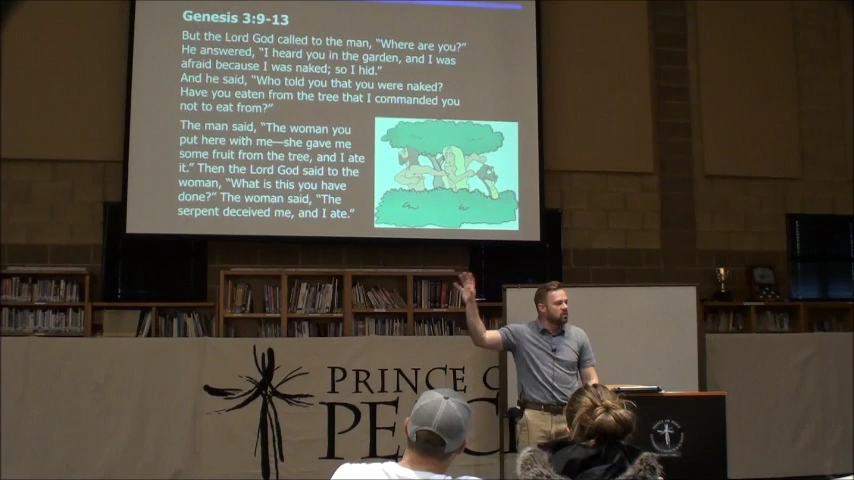 Genesis 3:9-13
But the Lord God called to the man, "Where are you?"
He answered, "I heard you in the garden, and I was
afraid because I was naked; so I hid."
And he said, "Who told you that you were naked?
Have you eaten from the tree that I commanded you
not to eat from?"
The man said, "The woman you
put here with me—she gave me
some fruit from the tree, and I ate
it." Then the Lord God said to the
woman, "What is this you have
done?" The woman said, "The
serpent deceived me, and I ate."
PRINCE
PEAC